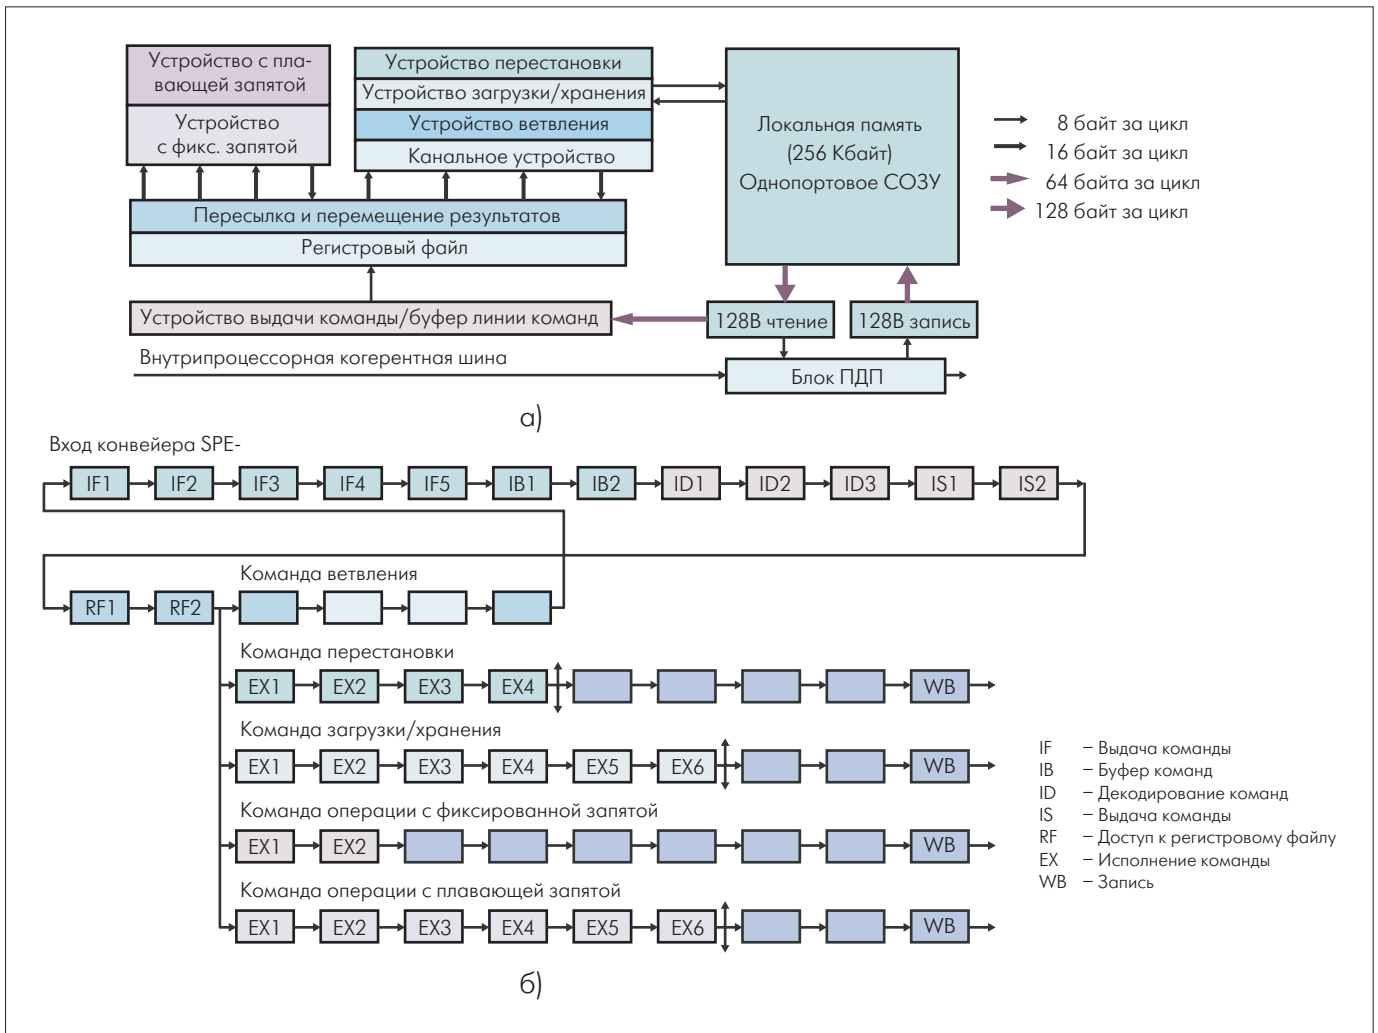 Устройство с пла-
вающей запятой
Устройство
с фикс. запятой
Устройство перестановки
Устройство загрузки/хранения
Устройство ветвления
Канальное устройство
Пересылка и перемещение результатов
Регистровый файл
Локальная память
(256 Кбайт)
Однопортовое СОЗУ
8 байт за цикл
16 байт за цикл
64 байта за цикл
128 байт за цикл
Устройство выдачи команды/буфер линии команд
128В чтение
128В запись
Внутрипроцессорная когерентная шина
Блок ПДП
а)
Вход конвейера SPE-
IF1 IF2 IF3 IF4 IF5 IB1 IB2 ID1 ID2 ID3 IS1 IS2
Команда ветвления
RF1 RF2
Команда перестановки
EX1 EX2 EX3 EX4 WB
Команда загрузки/хранения
EX1 EX2 EX3 EX4 EX5 EX6 WB
Команда операции с фиксированной запятой
EX1 EX2 WB
Команда операции с плавающей запятой
EX1 EX2 EX3 EX4 EX5 EX6 WB
IF – Выдача команды
IB – Буфер команд
ID – Декодирование команд
IS – Выдача команды
RF – Доступ к регистровому файлу
EX – Исполнение команды
WB – Запись
б)